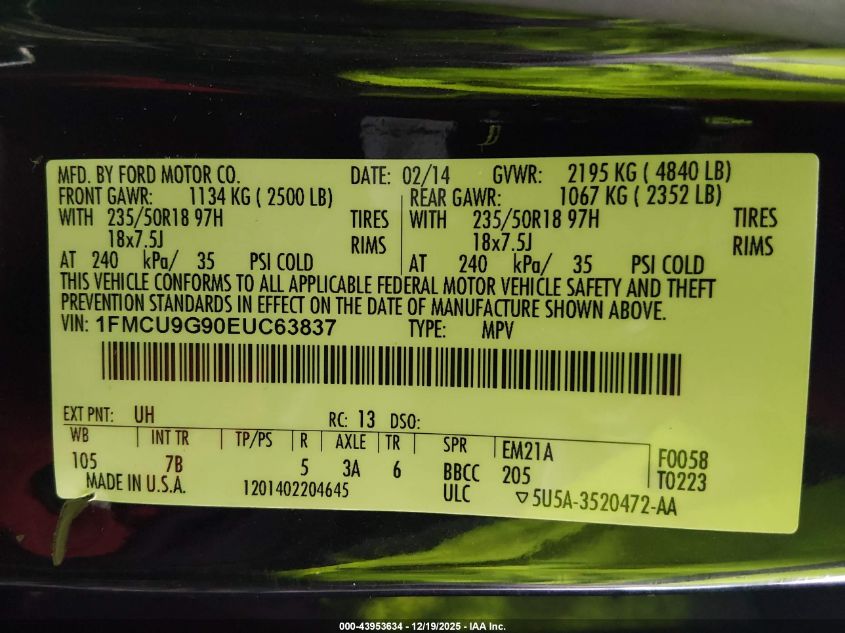 MFD. BY FORD MOTOR CO. DATE: 02/14 GVWR: 2195 KG ( 4840 LB)
FRONT GAWR: 1134 KG ( 2500 LB) REAR GAWR: 1067 KG ( 2352 LB)
WITH 235/50R18 97H TIRES WITH 235/50R18 97H TIRES
18x7.5J RIMS 18x7.5J RIMS
AT 240 kPa/ 35 PSI COLD AT 240 kPa/ 35 PSI COLD
THIS VEHICLE CONFORMS TO ALL APPLICABLE FEDERAL MOTOR VEHICLE SAFETY AND THEFT
PREVENTION STANDARDS IN EFFECT ON THE DATE OF MANUFACTURE SHOWN ABOVE.
VIN: 1FMCU9G90EUC63837 TYPE: MPV
EXT PNT: UH RC: 13 DSO:
WB INT TR TP/PS R AXLE TR SPR EM21A F0058
105 7B 5 3A 6 BBCC 205 T0223
MADE IN U.S.A. 1201402204645 ULC ▽5U5A-3520472-AA
000-43953634 - 12/19/2025 - IAA Inc.